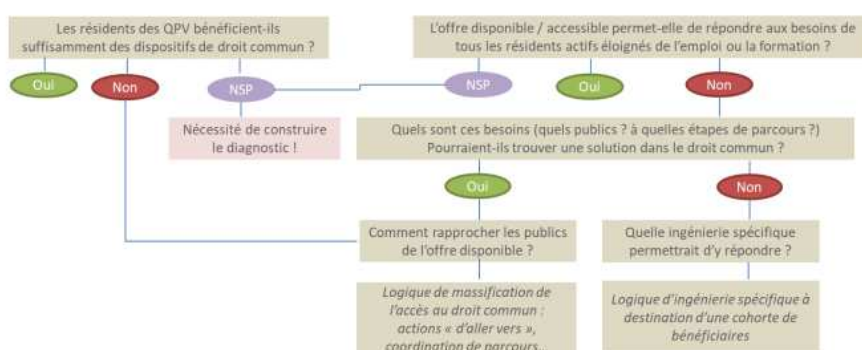 Les résidents des QPV bénéficient-ils
suffisamment des dispositifs de droit commun ?
L'offre disponible / accessible permet-elle de répondre aux besoins de
tous les résidents actifs éloignés de l'emploi ou la formation ?
Oui
Non
NSP
NSP
Oui
Non
Nécessité de construire
le diagnostic !
Quels sont ces besoins (quels publics ? à quelles étapes de parcours ?)
Pourraient-ils trouver une solution dans le droit commun ?
Oui
Non
Comment rapprocher les publics
de l'offre disponible ?
Quelle ingénierie spécifique
permettrait d'y répondre ?
Logique de massification de
l'accès au droit commun :
actions « d'aller vers »,
coordination de parcours...
Logique d'ingénierie spécifique à
destination d'une cohorte de
bénéficiaires